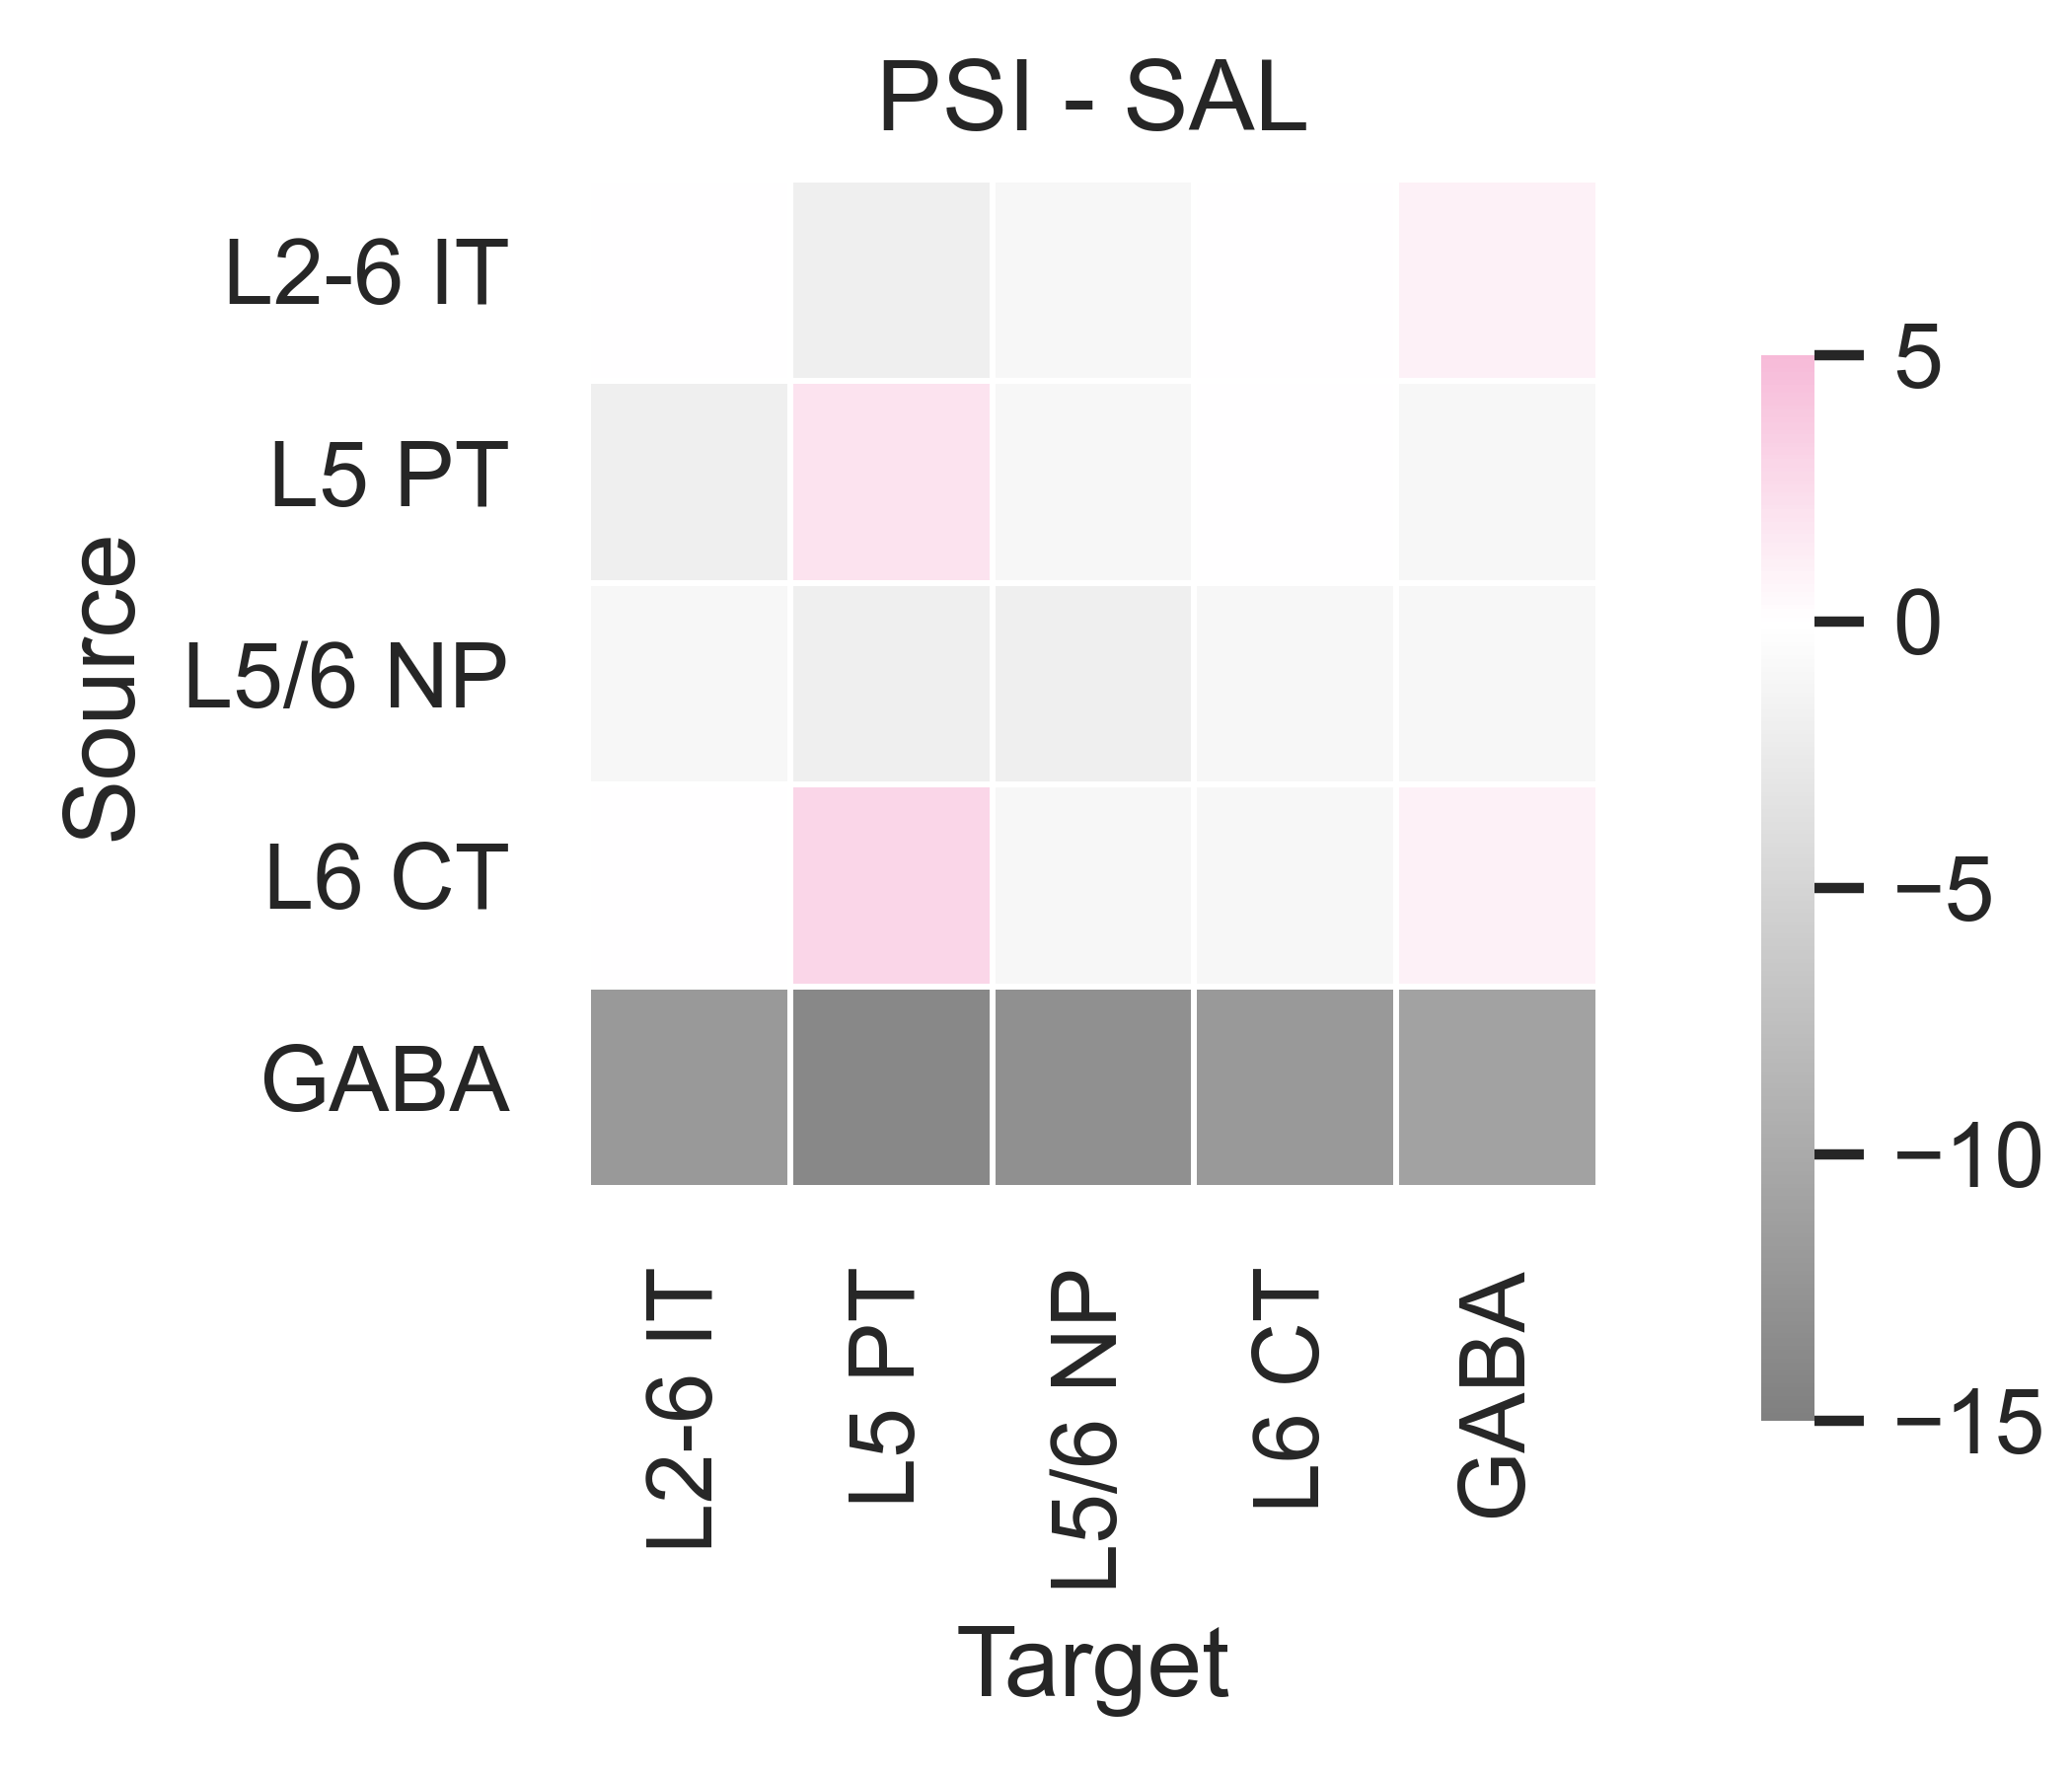 PSI - SAL
Source
L2-6 IT
L5 PT
L5/6 NP
L6 CT
GABA
L2-6 IT
L5 PT
L5/6 NP
L6 CT
GABA
Target
5
0
−5
−10
−15